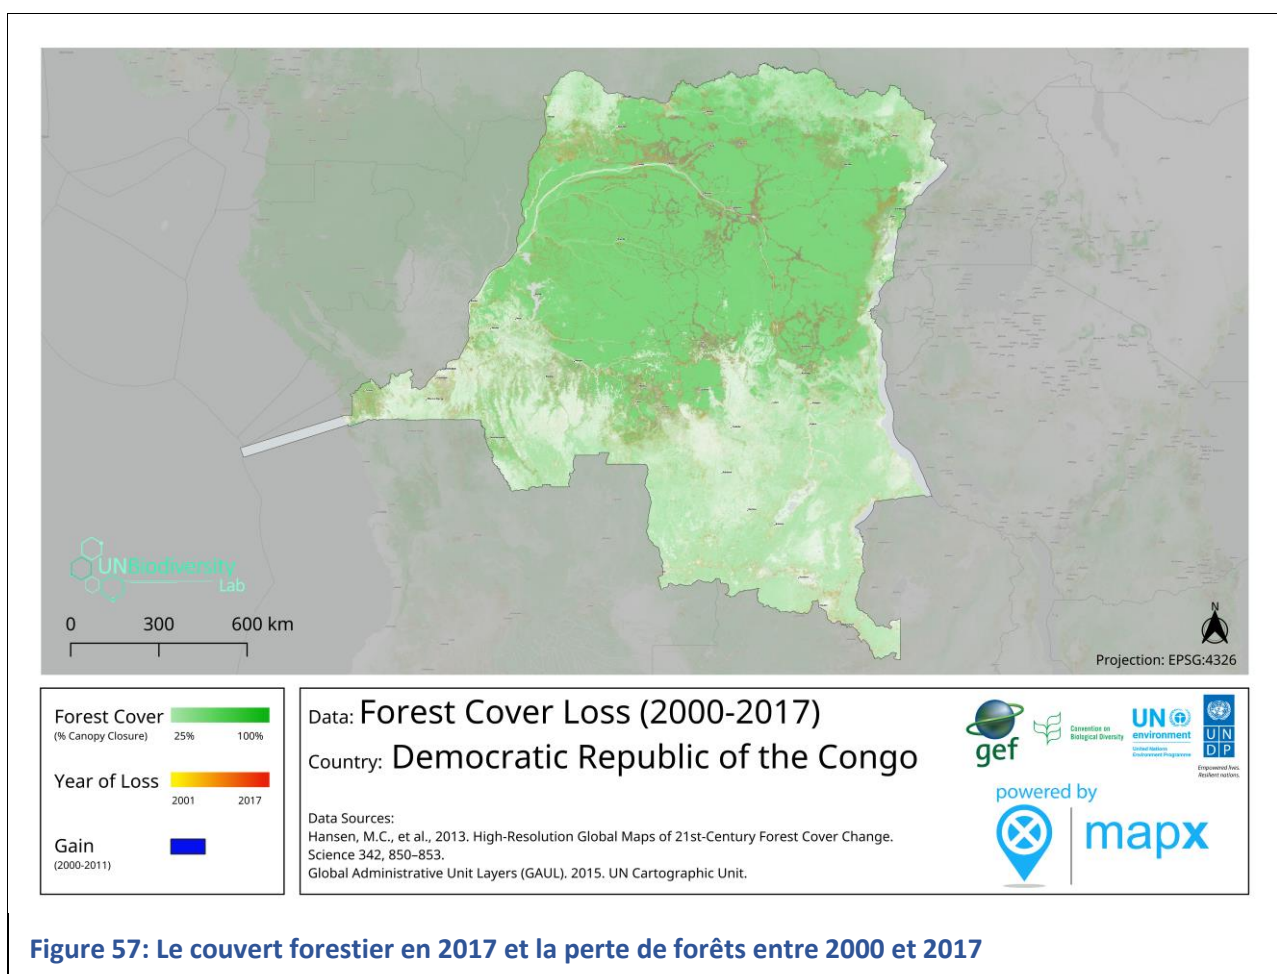 UNBiodiversity
Lab
0 300 600 km
N
Projection: EPSG:4326
Forest Cover
(% Canopy Closure) 25% 100%
Year of Loss
2001 2017
Gain
(2000-2011)
Data: Forest Cover Loss (2000-2017)
Country: Democratic Republic of the Congo
Data Sources:
Hansen, M.C., et al., 2013. High-Resolution Global Maps of 21st-Century Forest Cover Change.
Science 342, 850–853.
Global Administrative Unit Layers (GAUL). 2015. UN Cartographic Unit.
gef
Convention on
Biological Diversity
UN
environment
United Nations
Environment Programme
U N
D P
Empowered lives.
Resilient nations.
powered by
mapx
Figure 57: Le couvert forestier en 2017 et la perte de forêts entre 2000 et 2017